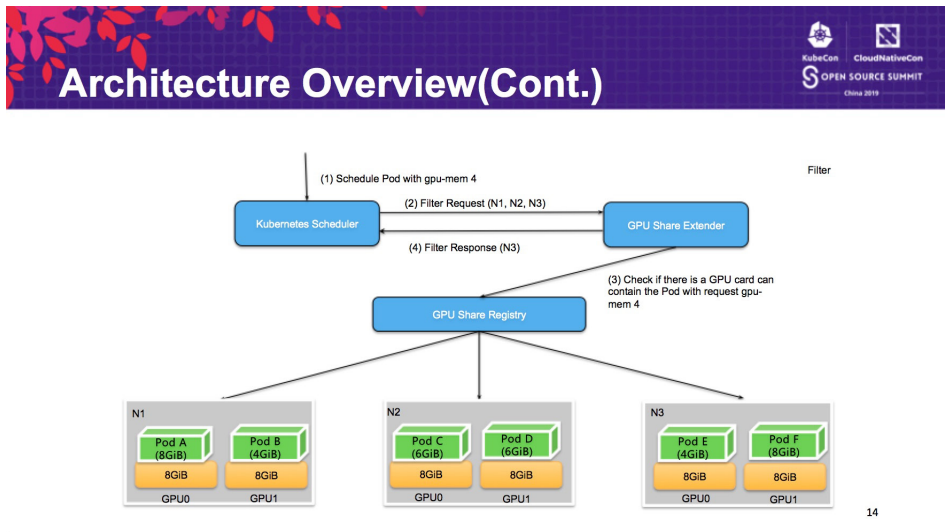 Architecture Overview(Cont.)
KubeCon
CloudNativeCon
OPEN SOURCE SUMMIT
China 2019
Filter
(1) Schedule Pod with gpu-mem 4
Kubernetes Scheduler
(2) Filter Request (N1, N2, N3)
GPU Share Extender
(4) Filter Response (N3)
(3) Check if there is a GPU card can
contain the Pod with request gpu-
mem 4
GPU Share Registry
N1
Pod A
(8GiB)
Pod B
(4GiB)
8GiB
8GiB
GPU0
GPU1
N2
Pod C
(6GiB)
Pod D
(6GiB)
8GiB
8GiB
GPU0
GPU1
N3
Pod E
(4GiB)
Pod F
(8GiB)
8GiB
8GiB
GPU0
GPU1
14